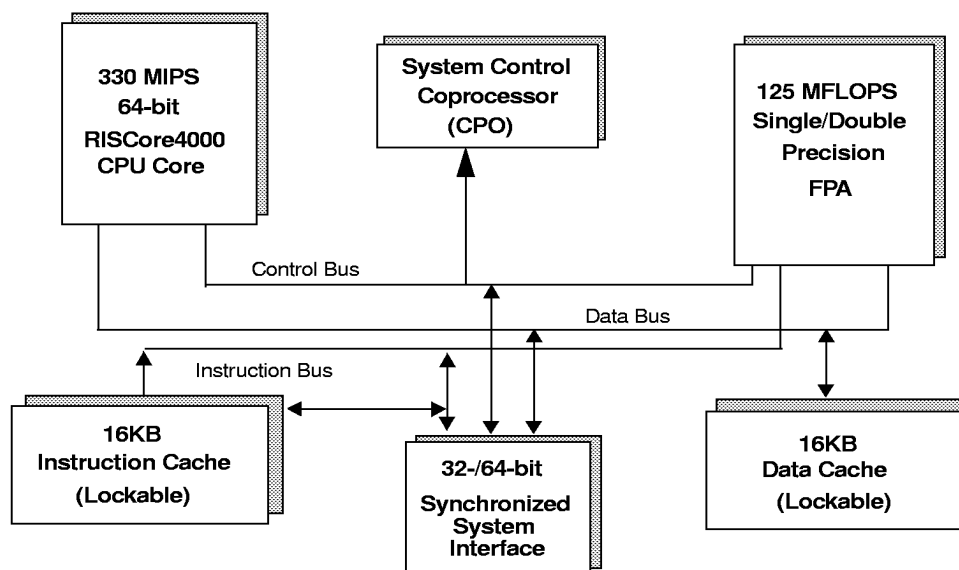 330 MIPS
64-bit
RISCore4000
CPU Core
System Control
Coprocessor
(CPO)
125 MFLOPS
Single/Double
Precision
FPA
Control Bus
Data Bus
Instruction Bus
16KB
Instruction Cache
(Lockable)
32-/64-bit
Synchronized
System
Interface
16KB
Data Cache
(Lockable)